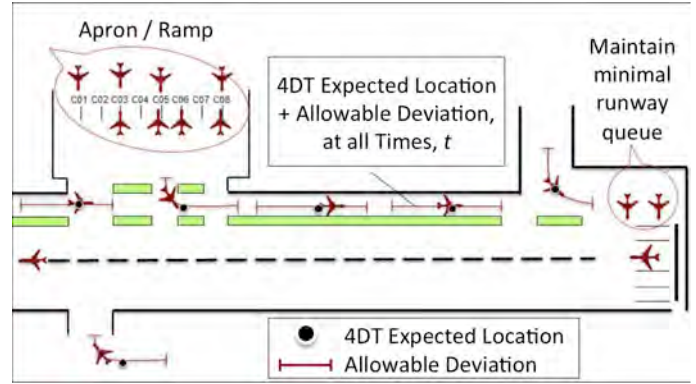 Apron / Ramp
C01 C02 C03 C04 C05 C06 C07 C08
4DT Expected Location
+ Allowable Deviation,
at all Times, t
Maintain
minimal
runway
queue
4DT Expected Location
Allowable Deviation